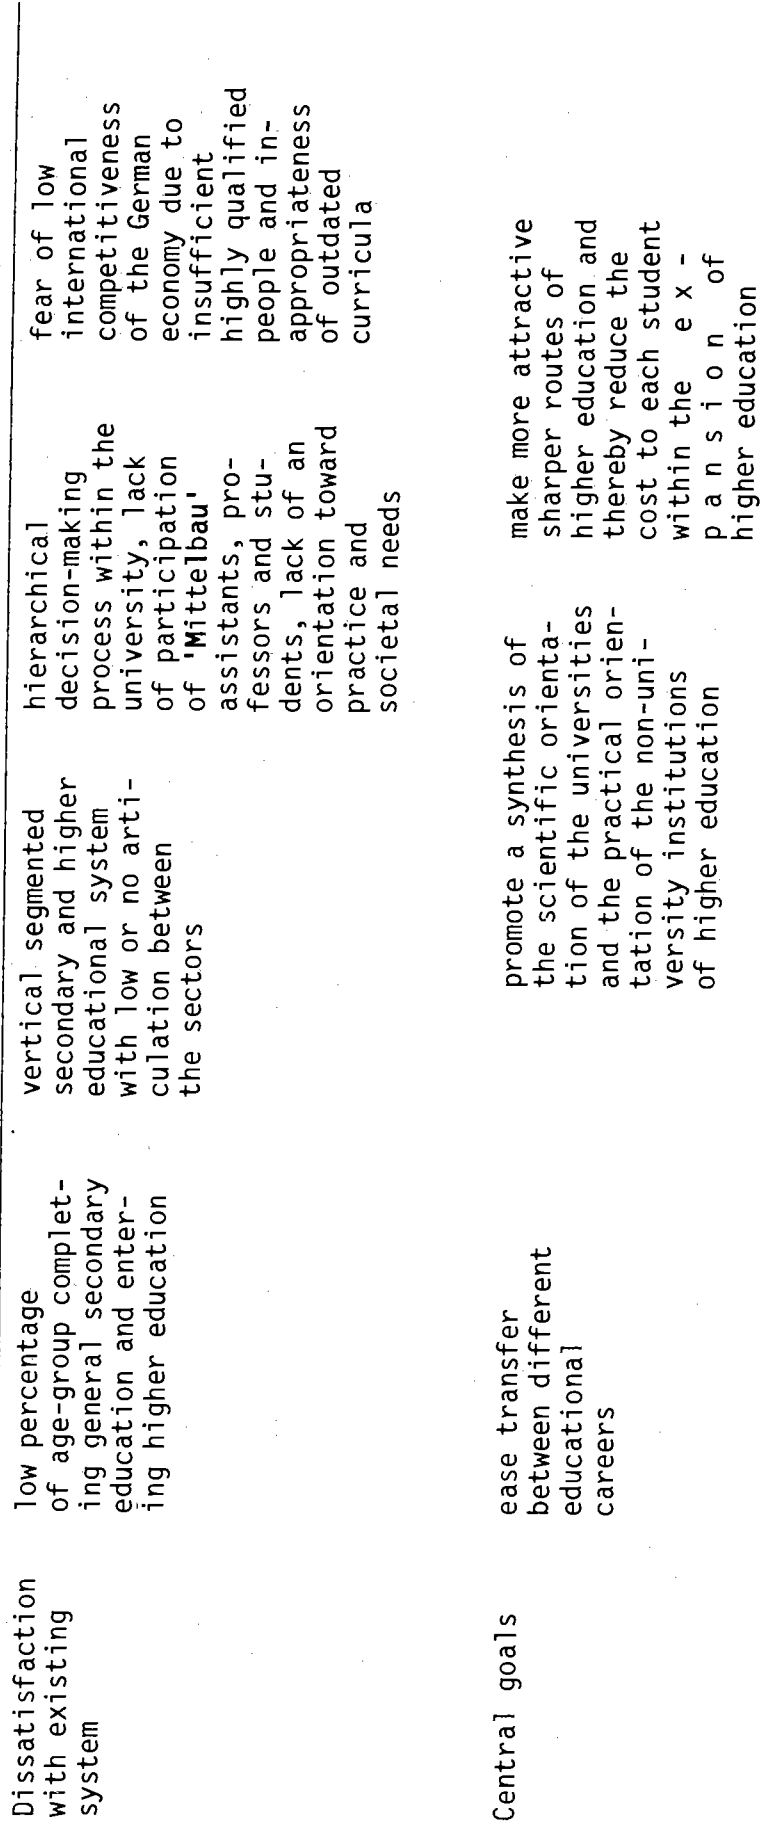 Dissatisfaction
with existing
system
low percentage
of age-group complet-
ing general secondary
education and enter-
ing higher education
vertical segmented
secondary and higher
educational system
with low or no arti-
culation between
the sectors
hierarchical
decision-making
process within the
university, lack
of participation
of 'Mittelbau'
assistants, pro-
fessors and stu-
dents, lack of an
orientation toward
practice and
societal needs
fear of low
international
competitiveness
of the German
economy due to
insufficient
highly qualified
people and in-
appropriateness
of outdated
curricula
Central goals
ease transfer
between different
educational
careers
promote a synthesis of
the scientific orienta-
tion of the universities
and the practical orien-
tation of the non-uni-
versity institutions
of higher education
make more attractive
sharper routes of
higher education and
thereby reduce the
cost to each student
within the e x -
p a n s i o n of
higher education